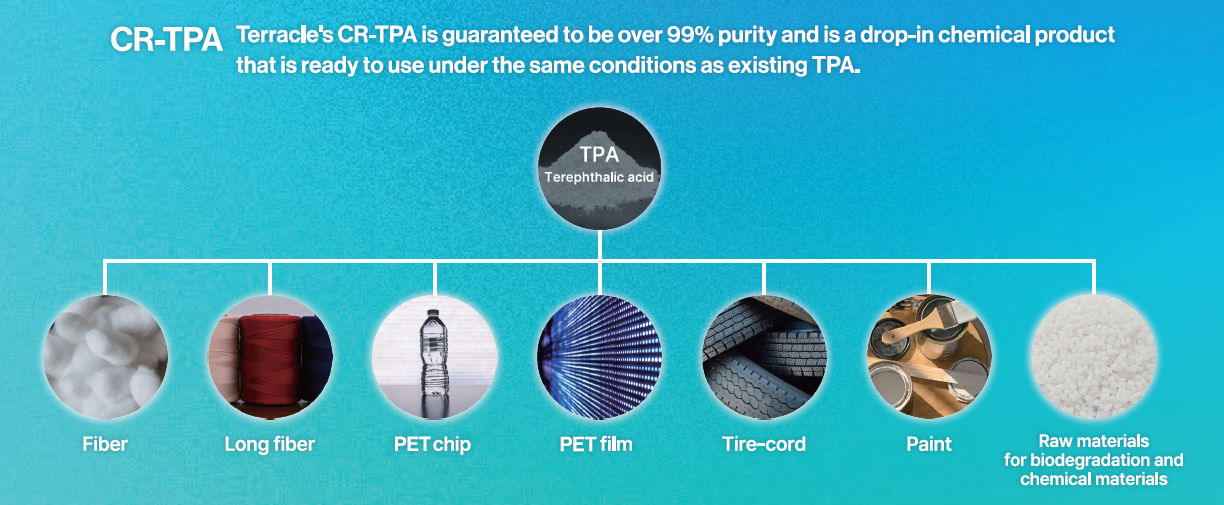 CR-TPA
Terracle's CR-TPA is guaranteed to be over 99% purity and is a drop-in chemical product
that is ready to use under the same conditions as existing TPA.
TPA
Terephthalic acid
Fiber
Long fiber
PET chip
PET film
Tire-cord
Paint
Raw materials
for biodegradation and
chemical materials